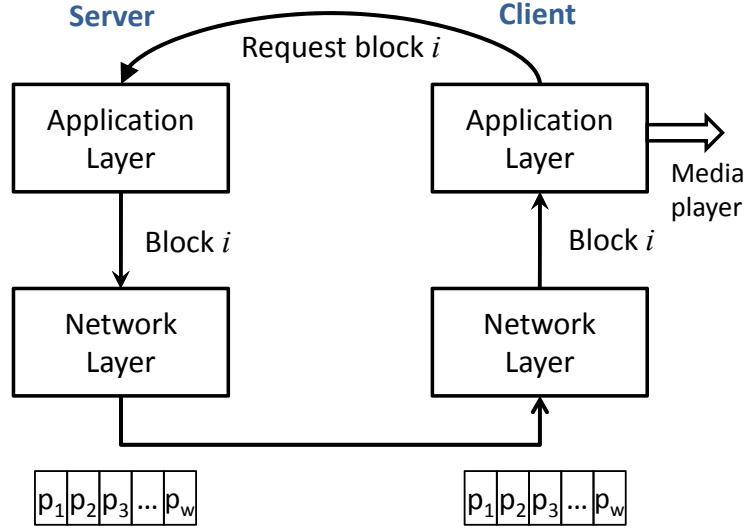 Server
Client
Request block i
Application
Layer
Application
Layer
Media
player
Block i
Block i
Network
Layer
Network
Layer
p1 p2 p3 ... pw
p1 p2 p3 ... pw